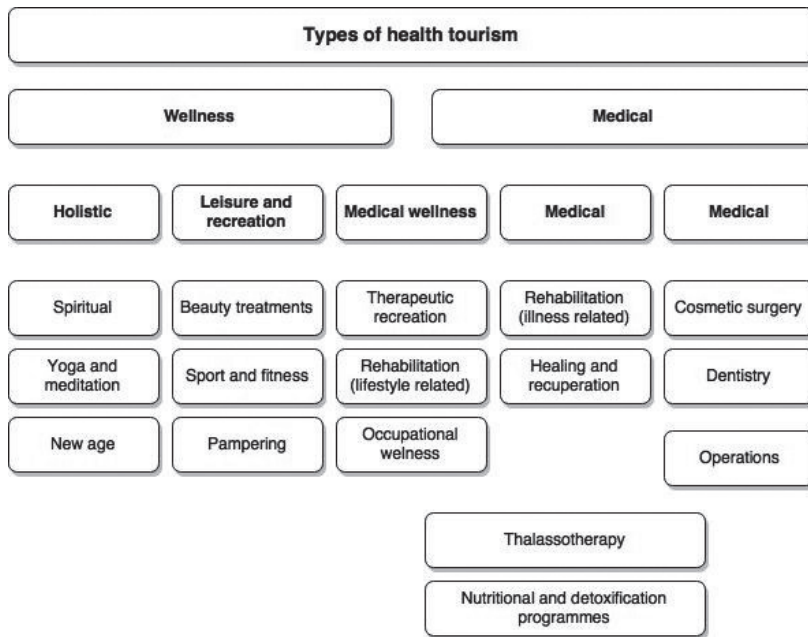 Types of health tourism
Wellness
Medical
Holistic
Leisure and
recreation
Medical wellness
Medical
Medical
Spiritual
Beauty treatments
Therapeutic
recreation
Rehabilitation
(illness related)
Cosmetic surgery
Yoga and
meditation
Sport and fitness
Rehabilitation
(lifestyle related)
Healing and
recuperation
Dentistry
New age
Pampering
Occupational
welness
Operations
Thalassotherapy
Nutritional and detoxification
programmes